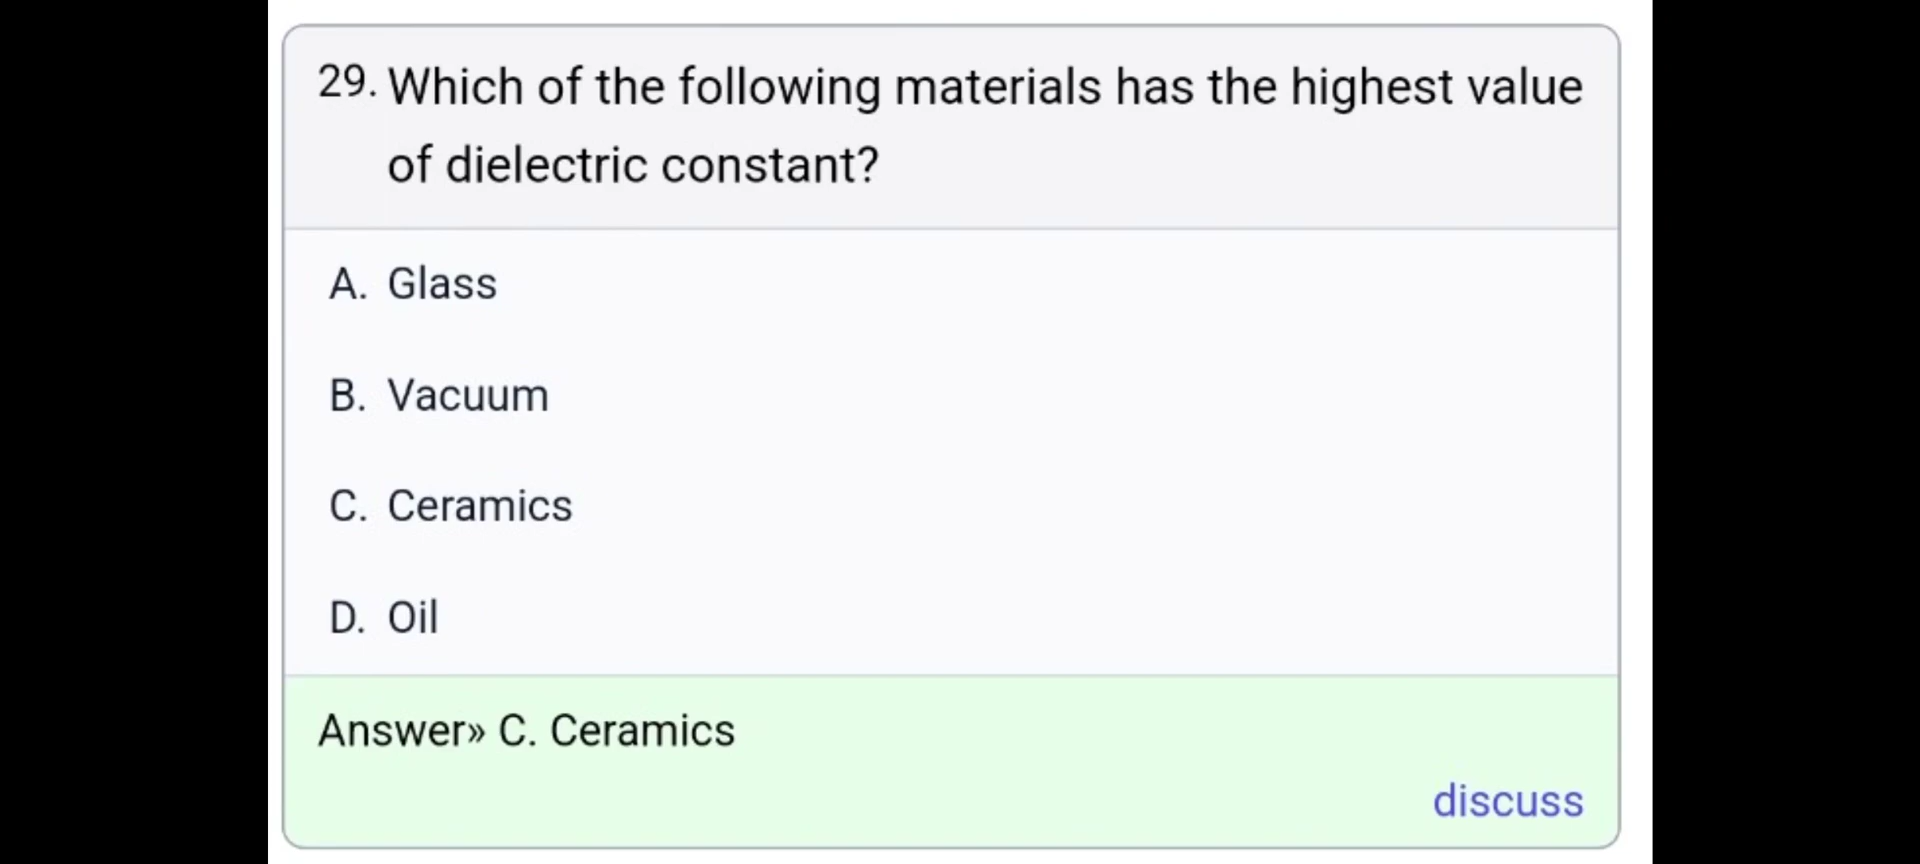 29. Which of the following materials has the highest value
of dielectric constant?
A. Glass
B. Vacuum
C. Ceramics
D. Oil
Answer» C. Ceramics
discuss